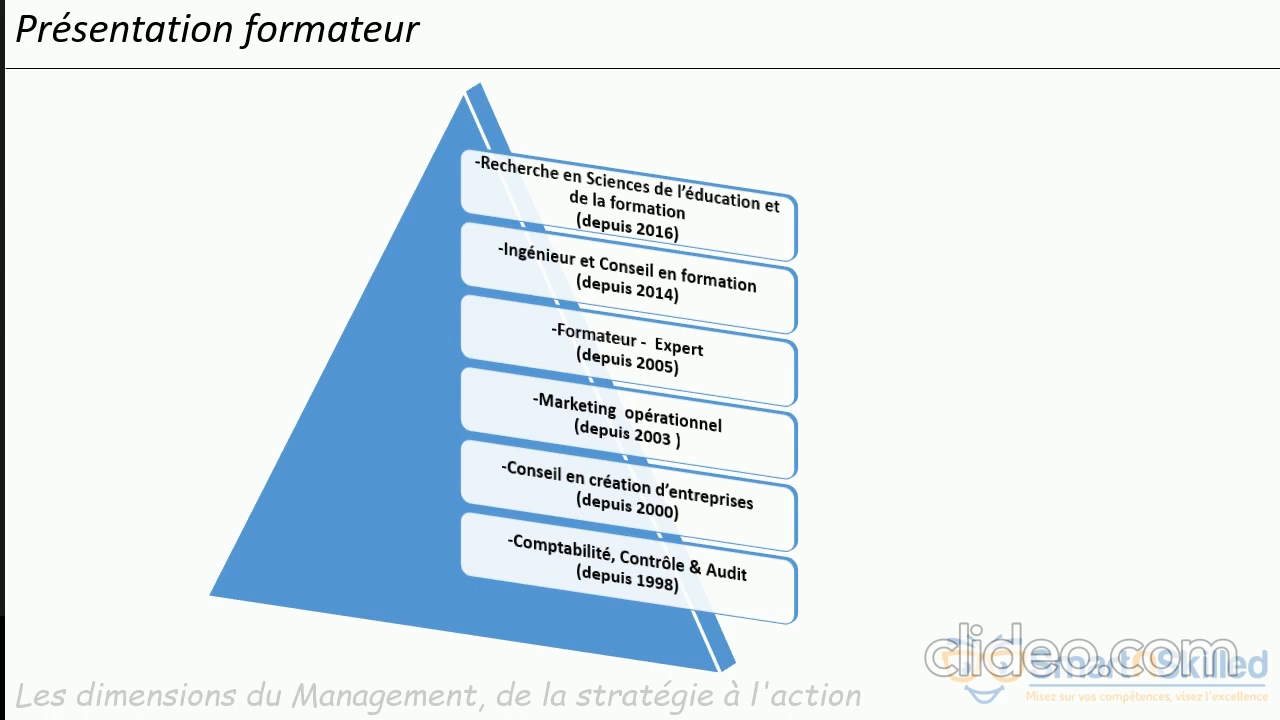 Présentation formateur
-Recherche en Sciences de l'éducation et
de la formation
(depuis 2016)
-Ingénieur et Conseil en formation
(depuis 2014)
-Formateur - Expert
(depuis 2005)
-Marketing opérationnel
(depuis 2003 )
-Conseil en création d'entreprises
(depuis 2000)
-Comptabilité, Contrôle & Audit
(depuis 1998)
clideo.com
Skilled
Misez sur vos compétences, visez l'excellence
Les dimensions du Management, de la stratégie à l'action